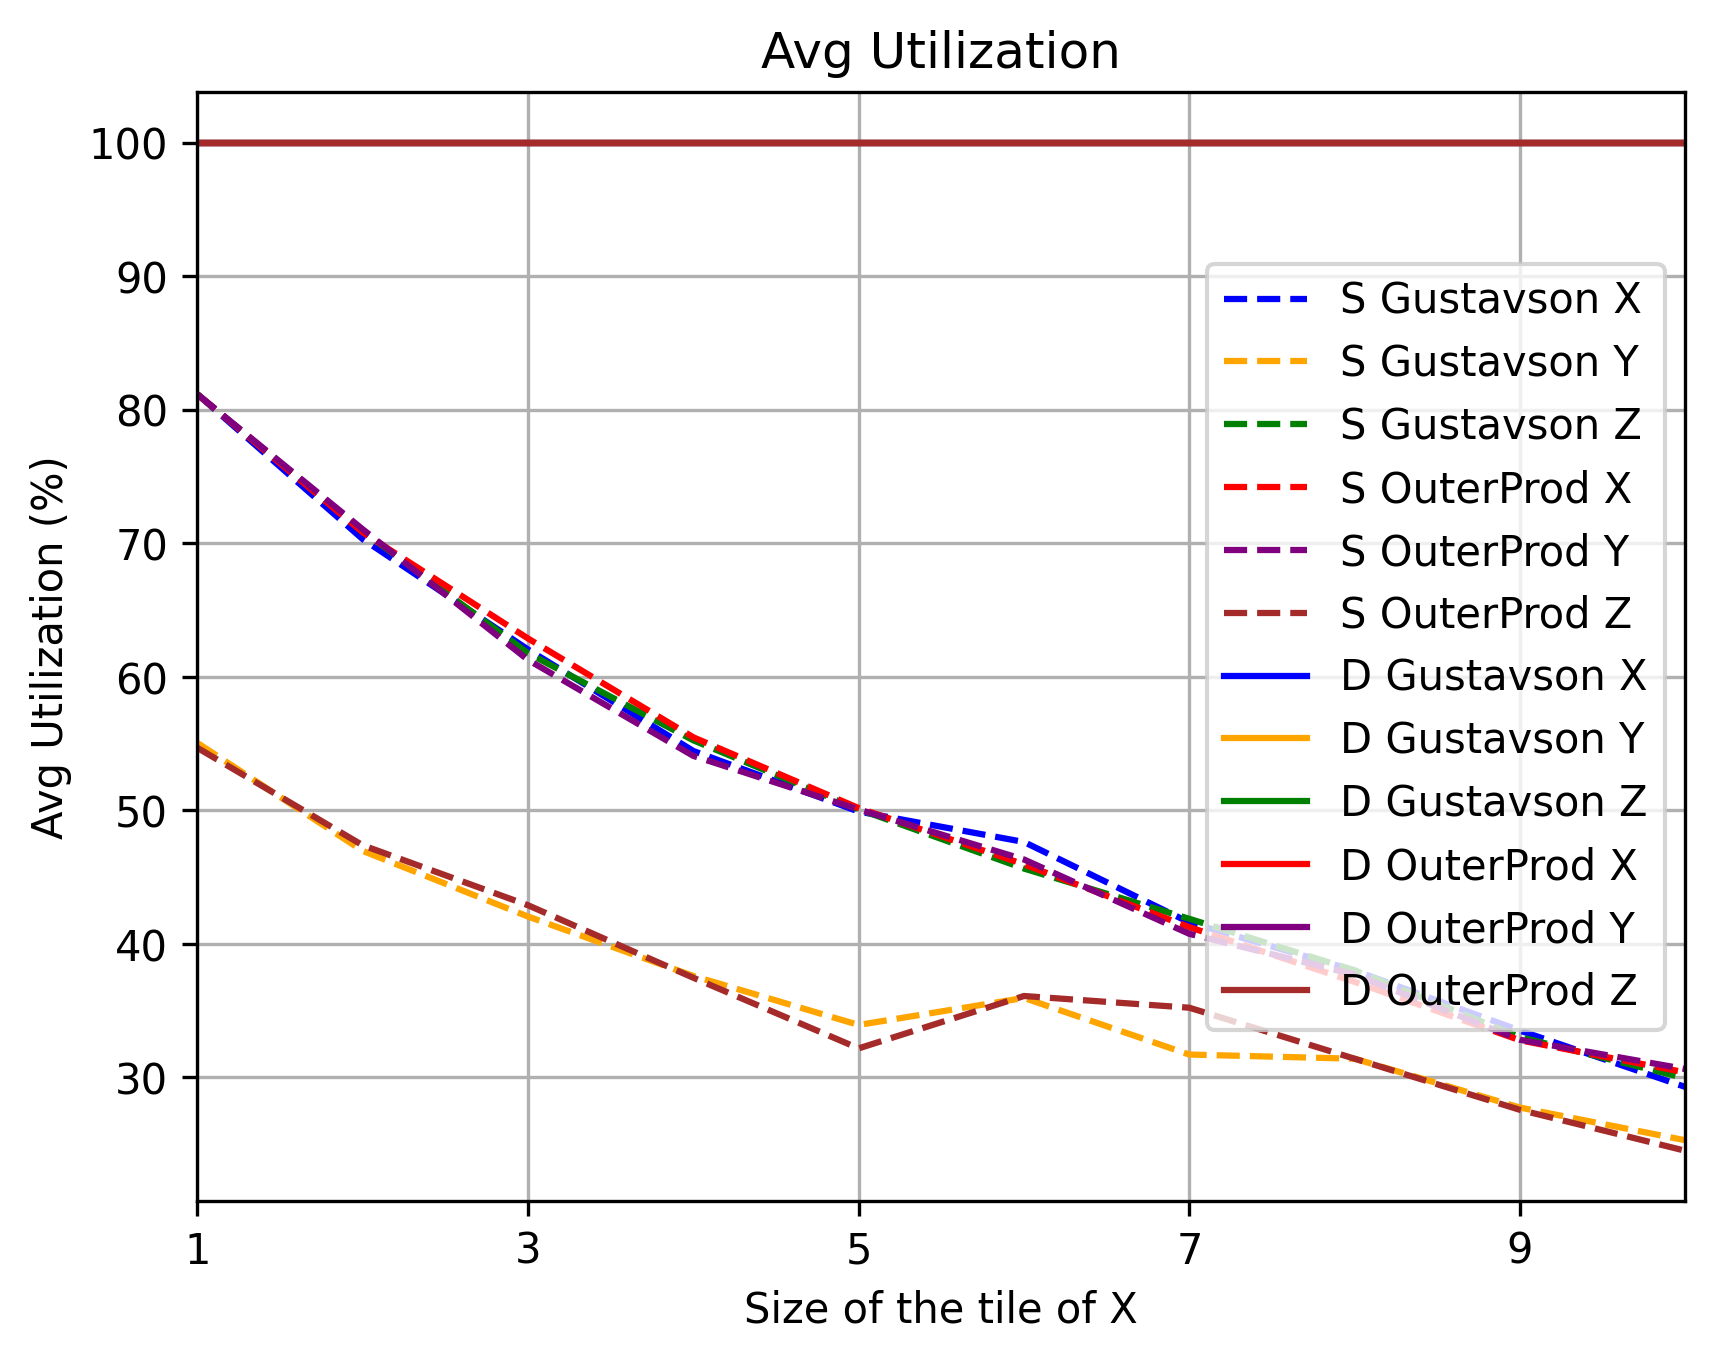 Avg Utilization
100
90
80
70
60
50
40
30
Avg Utilization (%)
S Gustavson X
S Gustavson Y
S Gustavson Z
S OuterProd X
S OuterProd Y
S OuterProd Z
D Gustavson X
D Gustavson Y
D Gustavson Z
D OuterProd X
D OuterProd Y
D OuterProd Z
1 3 5 7 9
Size of the tile of X